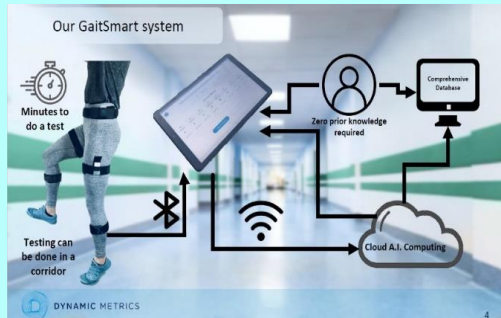 Our GaitSmart system
Minutes to
do a test
Zero prior knowledge
required
Comprehensive
Database
Testing can
be done in a
corridor
Cloud A.I. Computing
DYNAMIC METRICS
4